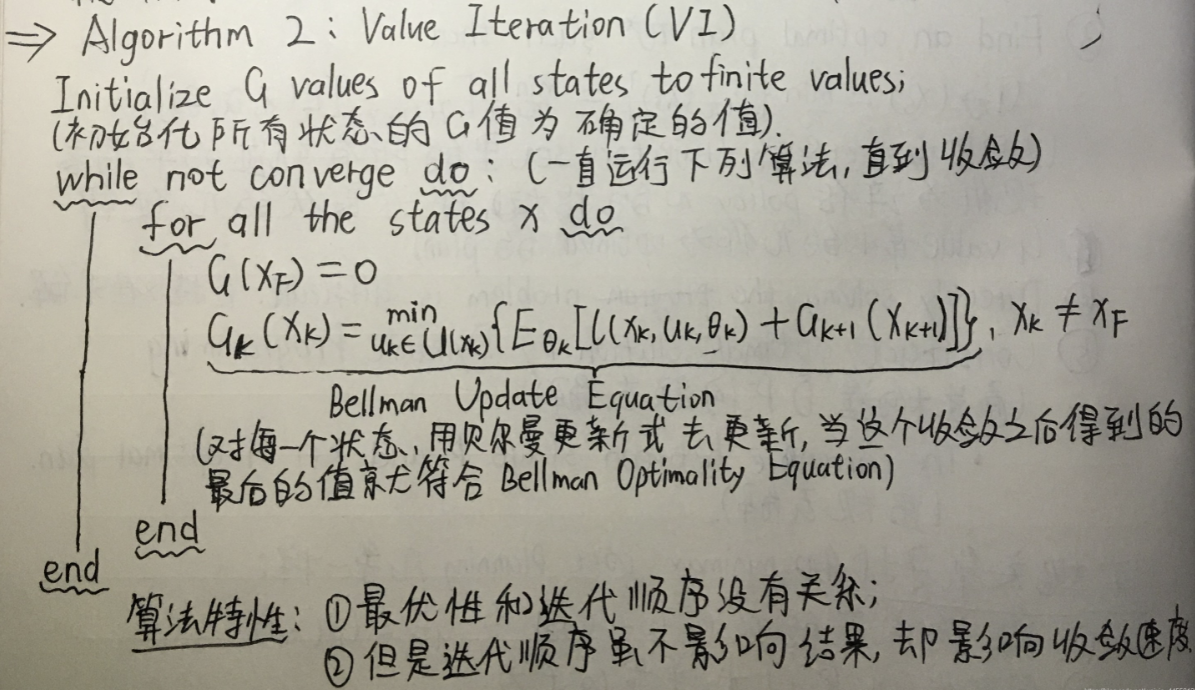 ⇒ Algorithm 2: Value Iteration (VI)
Initialize G values of all states to finite values;
(初始化所有状态的G值为确定的值).
while not converge do: (一直运行下列算法,直到收敛)
for all the states x do
G(x_F) = 0
G_k(x_k) = min_{u_k∈U(x_k)} {E_{θ_k}[l(x_k, u_k, θ_k) + G_{k+1}(x_{k+1})]}, x_k ≠ x_F
Bellman Update Equation
(对每一个状态,用贝尔曼更新式去更新,当这个收敛之后得到的
最后的值就符合 Bellman Optimality Equation)
end
end
算法特性: ① 最优性和迭代顺序没有关系;
② 但是迭代顺序虽不影响结果,却影响收敛速度